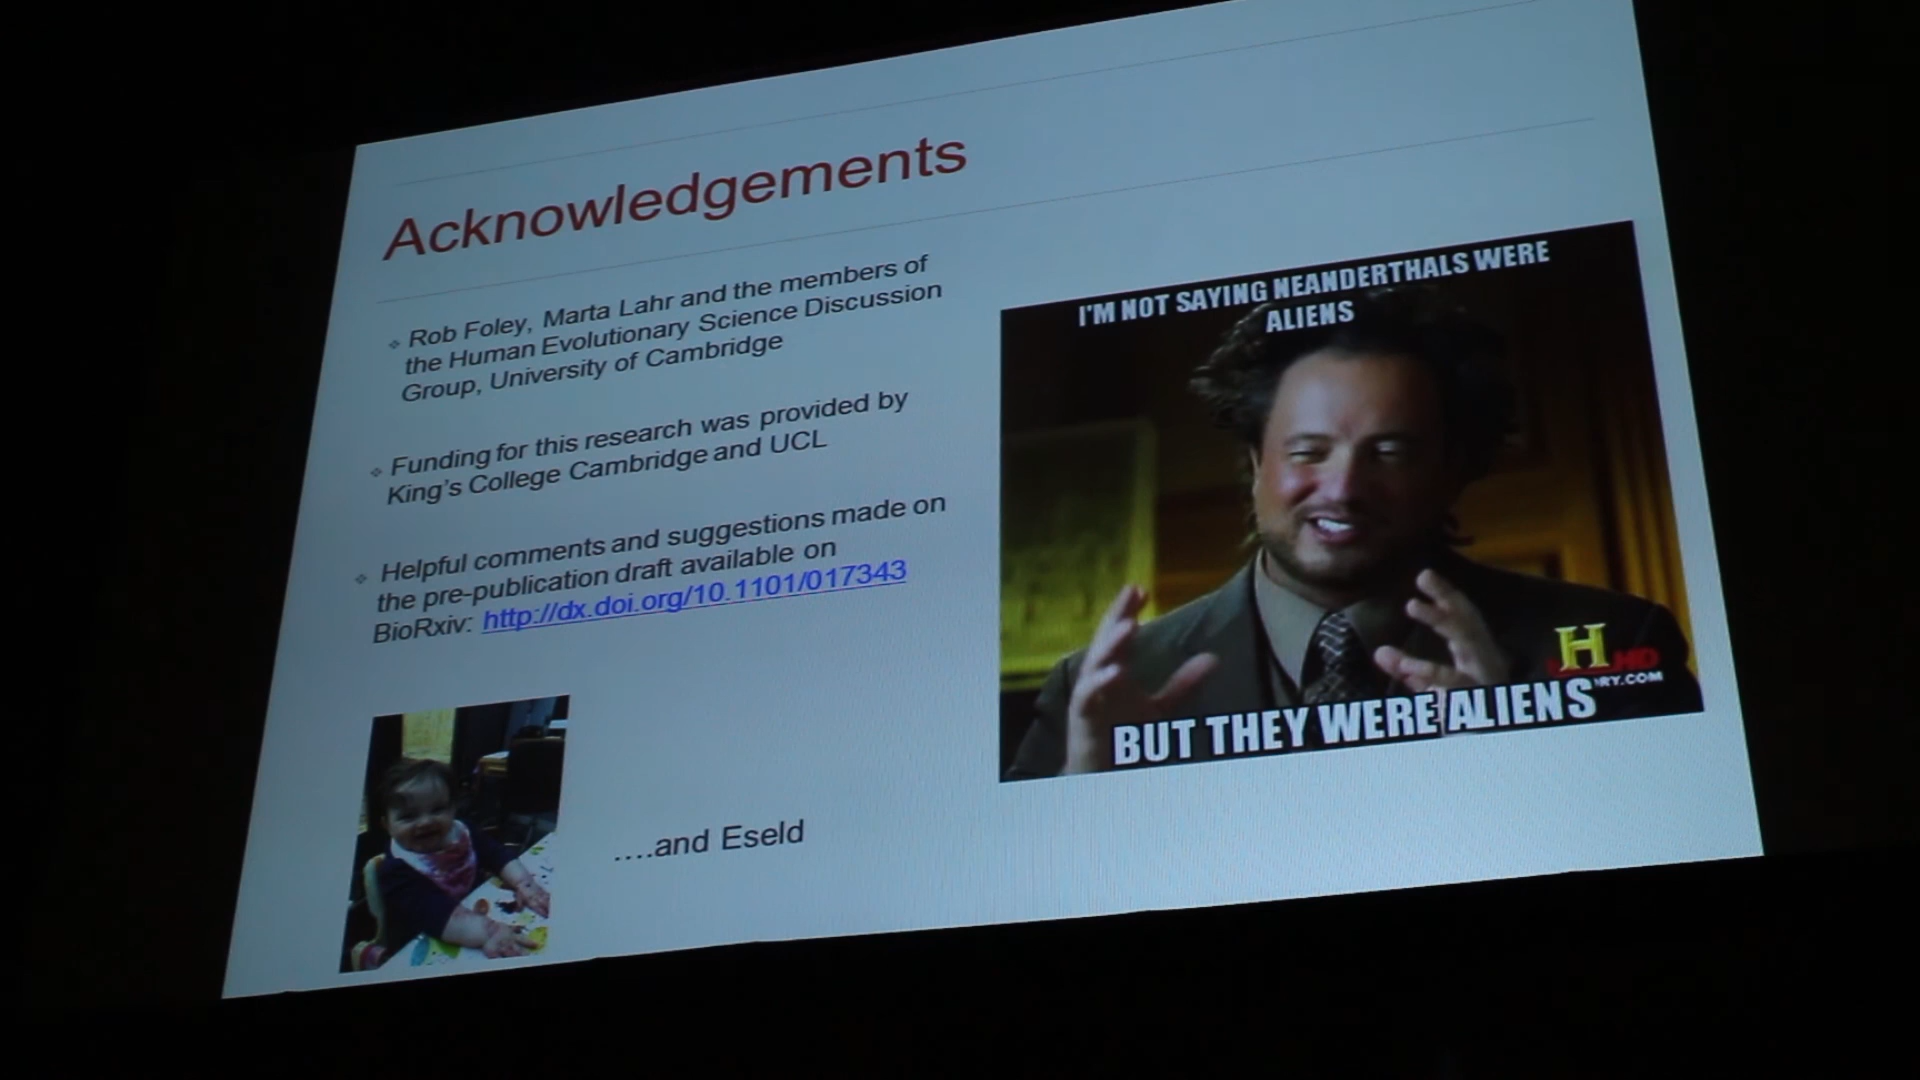 Acknowledgements
Rob Foley, Marta Lahr and the members of
the Human Evolutionary Science Discussion
Group, University of Cambridge
Funding for this research was provided by
King's College Cambridge and UCL
Helpful comments and suggestions made on
the pre-publication draft available on
BioRxiv: http://dx.doi.org/10.1101/017343
....and Eseld
I'M NOT SAYING NEANDERTHALS WERE
ALIENS
H
HD
RY.COM
BUT THEY WERE ALIENS